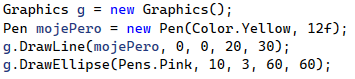 Graphics g = new Graphics();
Pen mojePero = new Pen(Color.Yellow, 12f);
g.DrawLine(mojePero, 0, 0, 20, 30);
g.DrawEllipse(Pens.Pink, 10, 3, 60, 60);